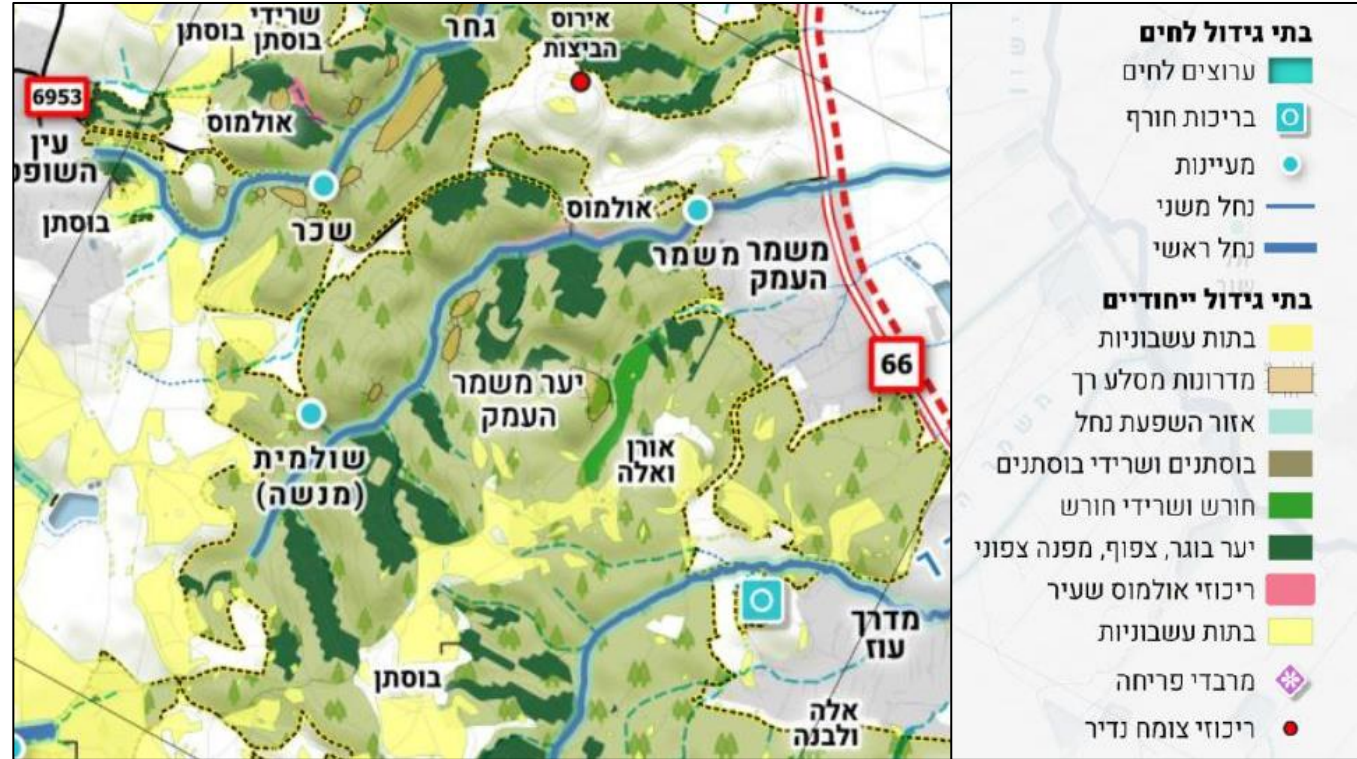 שרידי
בוסתן
בוסתן
גחר
אירוס
הביצות
6953
אולמוס
עין
השופט
בוסתן
שכר
אולמוס
משמר
משמר
העמק
66
יער משמר
העמק
אורן
ואלה
שולמית
(מנשה)
מדרך
עוז
בוסתן
אלה
ולבנה
בתי גידול לחים
ערוצים לחים
בריכות חורף
מעיינות
נחל משני
נחל ראשי
בתי גידול ייחודיים
בתות עשבוניות
מדרונות מסלע רך
אזור השפעת נחל
בוסתנים ושרידי בוסתנים
חורש ושרידי חורש
יער בוגר, צפוף, מפנה צפוני
ריכוזי אולמוס שעיר
בתות עשבוניות
מרבדי פריחה
ריכוזי צומח נדיר